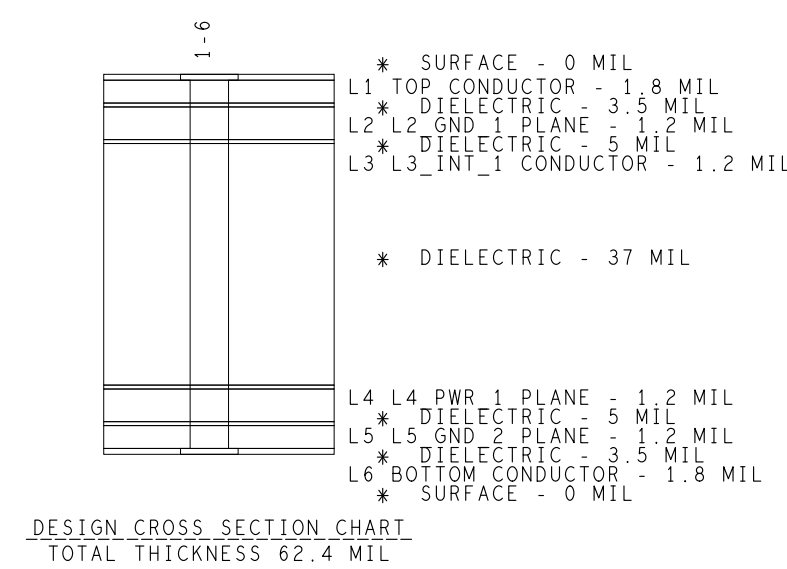 1-6
* SURFACE - 0 MIL
L1 TOP CONDUCTOR - 1.8 MIL
* DIELECTRIC - 3.5 MIL
L2 L2_GND_1 PLANE - 1.2 MIL
* DIELECTRIC - 5 MIL
L3 L3_INT_1 CONDUCTOR - 1.2 MIL
* DIELECTRIC - 37 MIL
L4 L4_PWR_1 PLANE - 1.2 MIL
* DIELECTRIC - 5 MIL
L5 L5_GND_2 PLANE - 1.2 MIL
* DIELECTRIC - 3.5 MIL
L6 BOTTOM CONDUCTOR - 1.8 MIL
* SURFACE - 0 MIL
DESIGN CROSS SECTION CHART
TOTAL THICKNESS 62.4 MIL